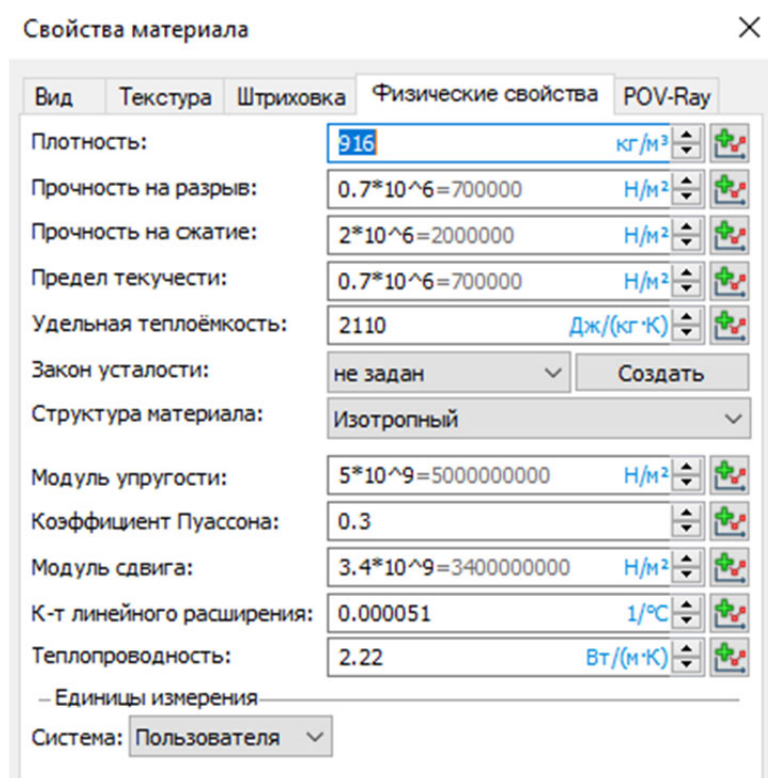 Свойства материала
Вид Текстура Штриховка Физические свойства POV-Ray
Плотность: 916 кг/м³
Прочность на разрыв: 0.7*10^6=700000 Н/м²
Прочность на сжатие: 2*10^6=2000000 Н/м²
Предел текучести: 0.7*10^6=700000 Н/м²
Удельная теплоёмкость: 2110 Дж/(кг·К)
Закон усталости: не задан Создать
Структура материала: Изотропный
Модуль упругости: 5*10^9=5000000000 Н/м²
Коэффициент Пуассона: 0.3
Модуль сдвига: 3.4*10^9=3400000000 Н/м²
К-т линейного расширения: 0.000051 1/°C
Теплопроводность: 2.22 Вт/(м·К)
Единицы измерения
Система: Пользователя